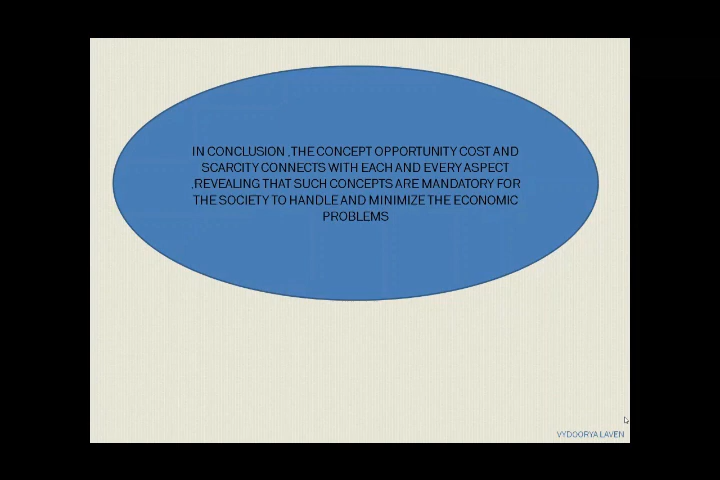 IN CONCLUSION ,THE CONCEPT OPPORTUNITY COST AND
SCARCITY CONNECTS WITH EACH AND EVERY ASPECT
,REVEALING THAT SUCH CONCEPTS ARE MANDATORY FOR
THE SOCIETY TO HANDLE AND MINIMIZE THE ECONOMIC
PROBLEMS
VYDOORYA LAVEN